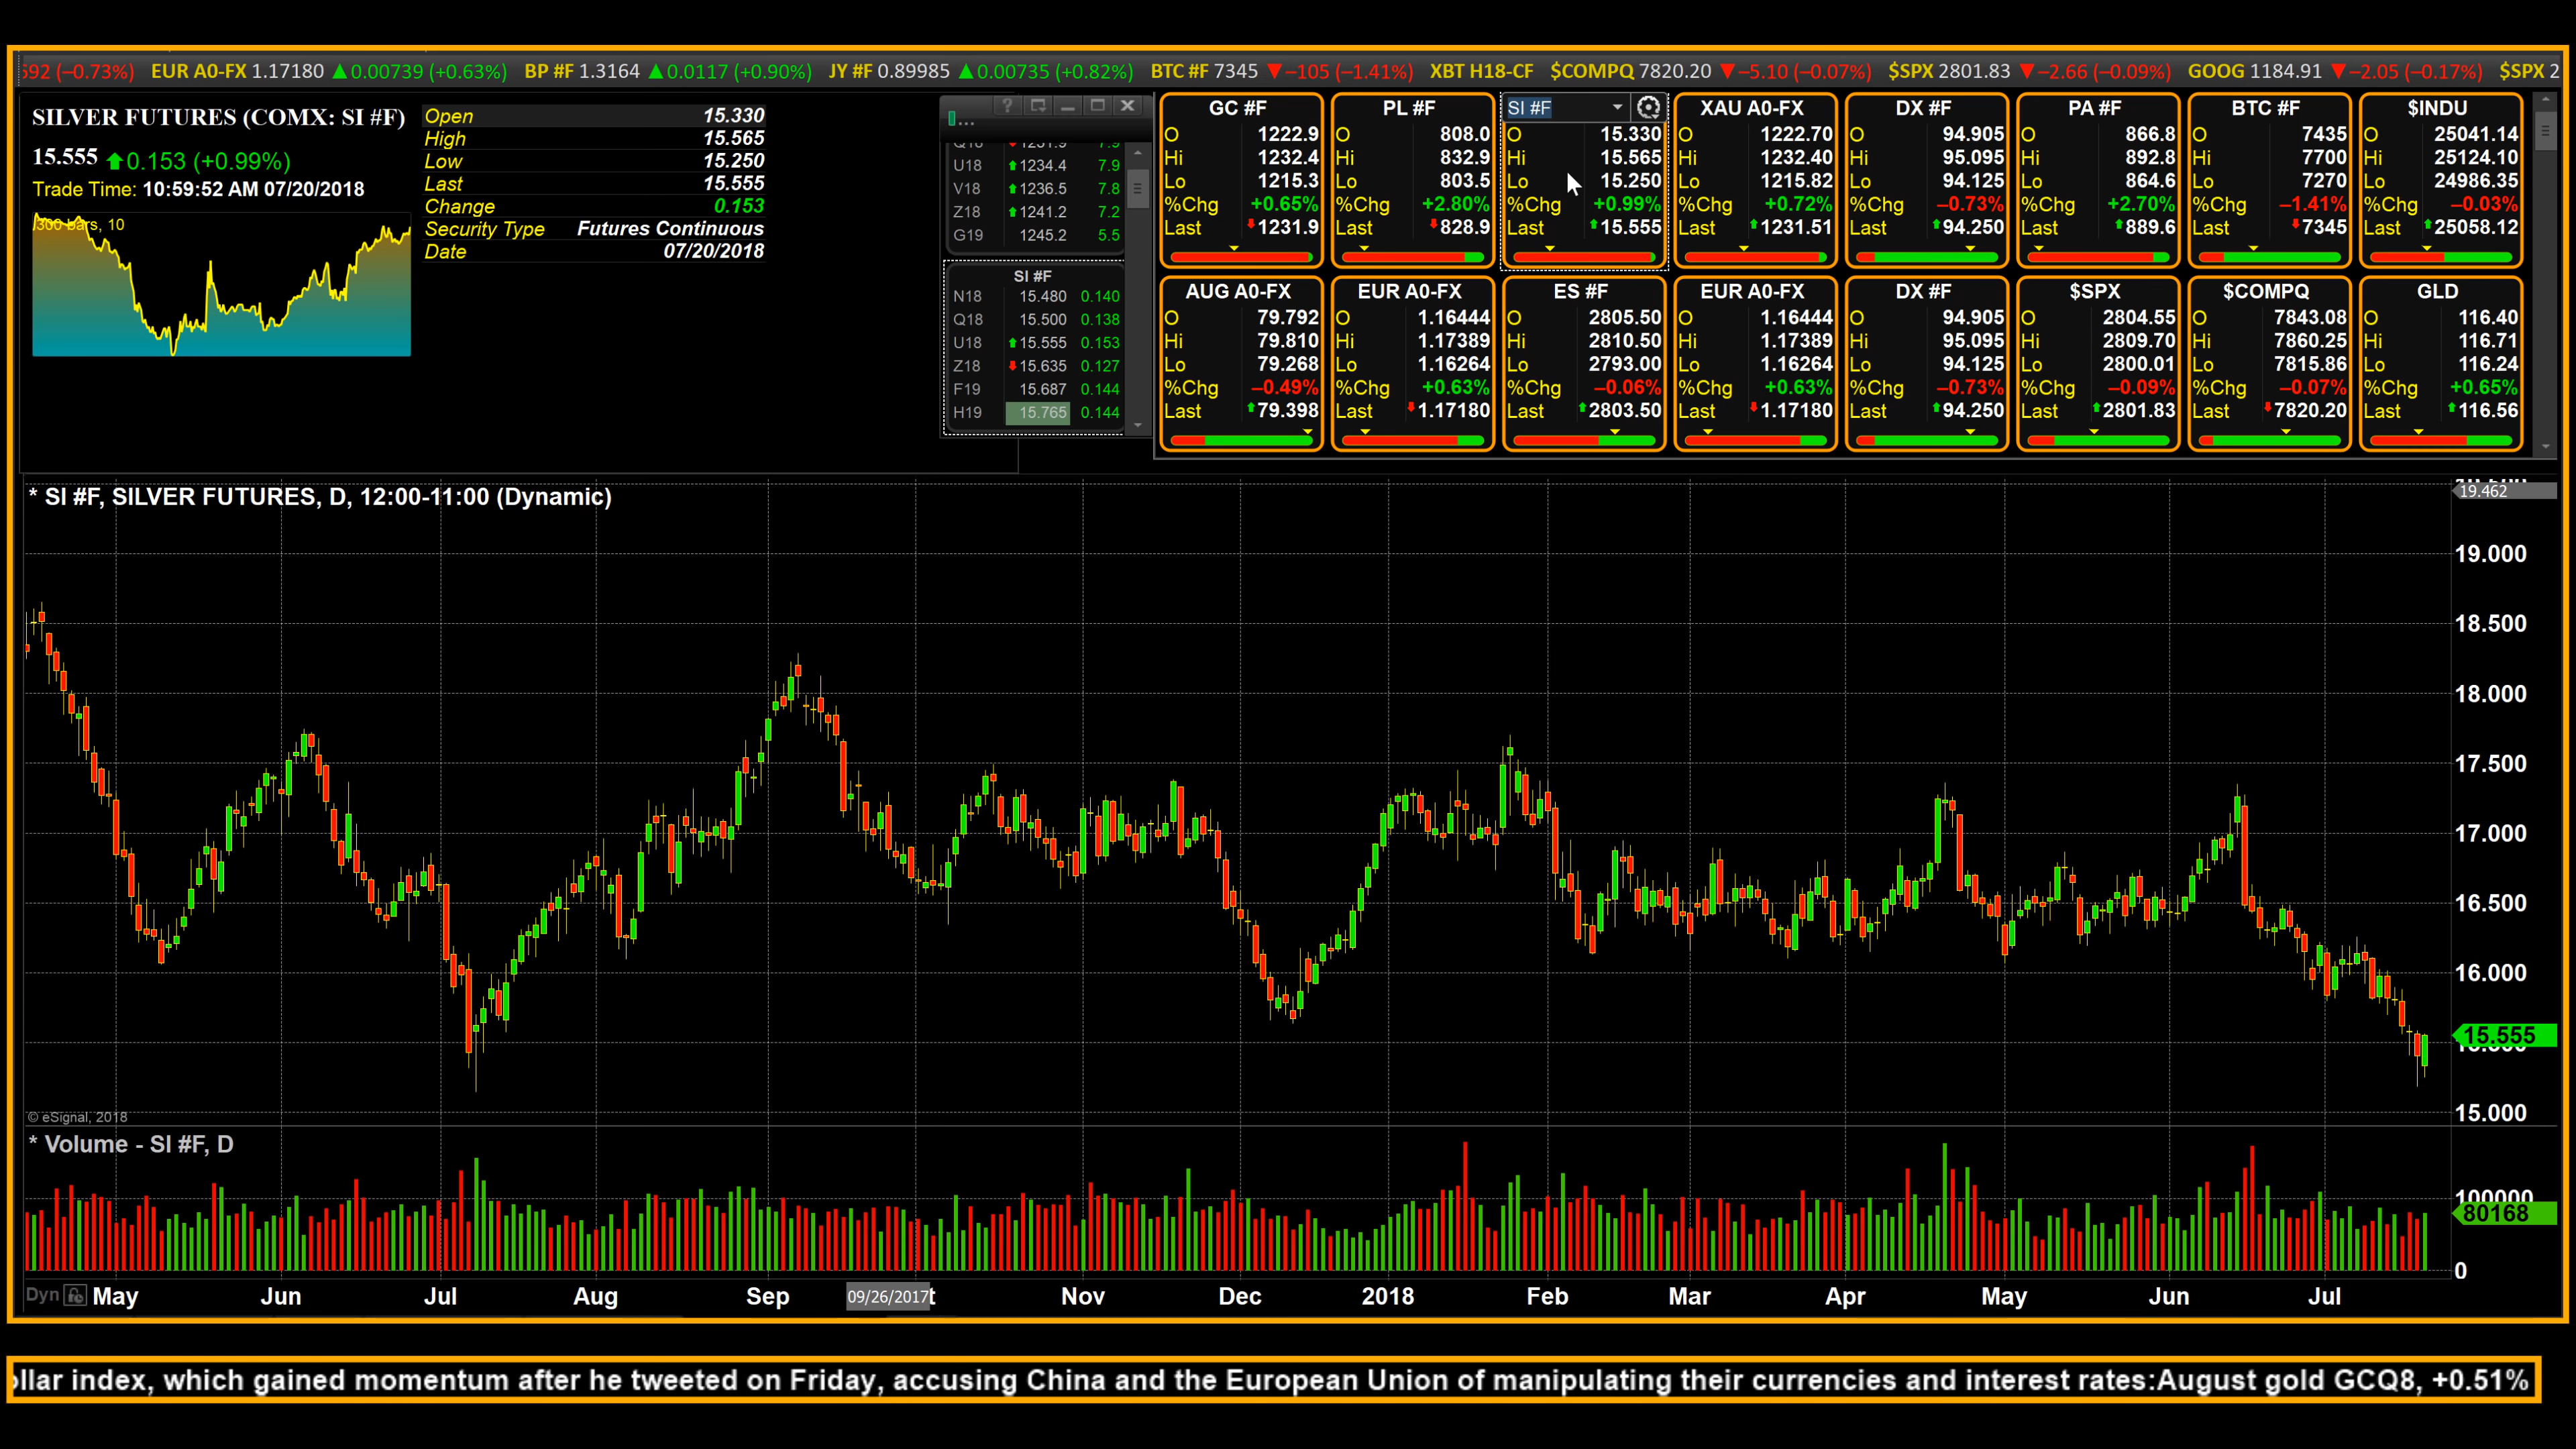 592 (–0.73%) EUR A0-FX 1.17180 ▲0.00739 (+0.63%) BP #F 1.3164 ▲0.0117 (+0.90%) JY #F 0.89985 ▲0.00735 (+0.82%) BTC #F 7345 ▼–105 (–1.41%) XBT H18-CF $COMPQ 7820.20 ▼–5.10 (–0.07%) $SPX 2801.83 ▼–2.66 (–0.09%) GOOG 1184.91 ▼–2.05 (–0.17%) $SPX 2
SILVER FUTURES (COMX: SI #F)
15.555 0.153 (+0.99%)
Trade Time: 10:59:52 AM 07/20/2018
300 bars, 10
Open 15.330
High 15.565
Low 15.250
Last 15.555
Change 0.153
Security Type Futures Continuous
Date 07/20/2018
...
Q18 1231.9 7.9
U18 1234.4 7.9
V18 1236.5 7.8
Z18 1241.2 7.2
G19 1245.2 5.5
SI #F
N18 15.480 0.140
Q18 15.500 0.138
U18 15.555 0.153
Z18 15.635 0.127
F19 15.687 0.144
H19 15.765 0.144
GC #F PL #F SI #F XAU A0-FX DX #F PA #F BTC #F $INDU
O 1222.9 O 808.0 O 15.330 O 1222.70 O 94.905 O 866.8 O 7435 O 25041.14
Hi 1232.4 Hi 832.9 Hi 15.565 Hi 1232.40 Hi 95.095 Hi 892.8 Hi 7700 Hi 25124.10
Lo 1215.3 Lo 803.5 Lo 15.250 Lo 1215.82 Lo 94.125 Lo 864.6 Lo 7270 Lo 24986.35
%Chg +0.65% %Chg +2.80% %Chg +0.99% %Chg +0.72% %Chg –0.73% %Chg +2.70% %Chg –1.41% %Chg –0.03%
Last 1231.9 Last 828.9 Last 15.555 Last 1231.51 Last 94.250 Last 889.6 Last 7345 Last 25058.12
AUG A0-FX EUR A0-FX ES #F EUR A0-FX DX #F $SPX $COMPQ GLD
O 79.792 O 1.16444 O 2805.50 O 1.16444 O 94.905 O 2804.55 O 7843.08 O 116.40
Hi 79.810 Hi 1.17389 Hi 2810.50 Hi 1.17389 Hi 95.095 Hi 2809.70 Hi 7860.25 Hi 116.71
Lo 79.268 Lo 1.16264 Lo 2793.00 Lo 1.16264 Lo 94.125 Lo 2800.01 Lo 7815.86 Lo 116.24
%Chg –0.49% %Chg +0.63% %Chg –0.06% %Chg +0.63% %Chg –0.73% %Chg –0.09% %Chg –0.07% %Chg +0.65%
Last 79.398 Last 1.17180 Last 2803.50 Last 1.17180 Last 94.250 Last 2801.83 Last 7820.20 Last 116.56
* SI #F, SILVER FUTURES, D, 12:00-11:00 (Dynamic)
19.462
19.000
18.500
18.000
17.500
17.000
16.500
16.000
15.555
15.000
© eSignal, 2018
* Volume - SI #F, D
100000
80168
0
Dyn May Jun Jul Aug Sep 09/26/2017 Nov Dec 2018 Feb Mar Apr May Jun Jul
ollar index, which gained momentum after he tweeted on Friday, accusing China and the European Union of manipulating their currencies and interest rates:August gold GCQ8, +0.51%